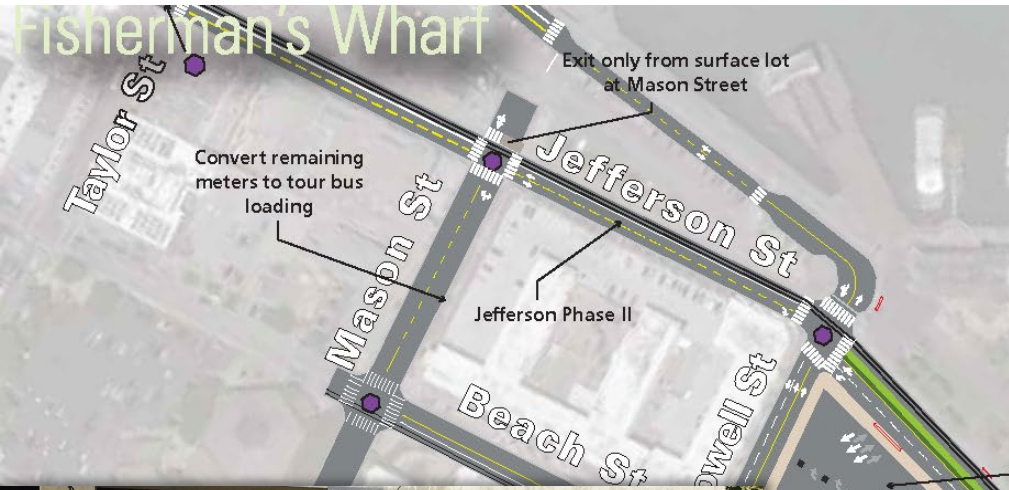 Fisherman's Wharf
Exit only from surface lot
at Mason Street
Taylor St
Convert remaining
meters to tour bus
loading
Jefferson St
Mason St
Jefferson Phase II
Beach St
owell St